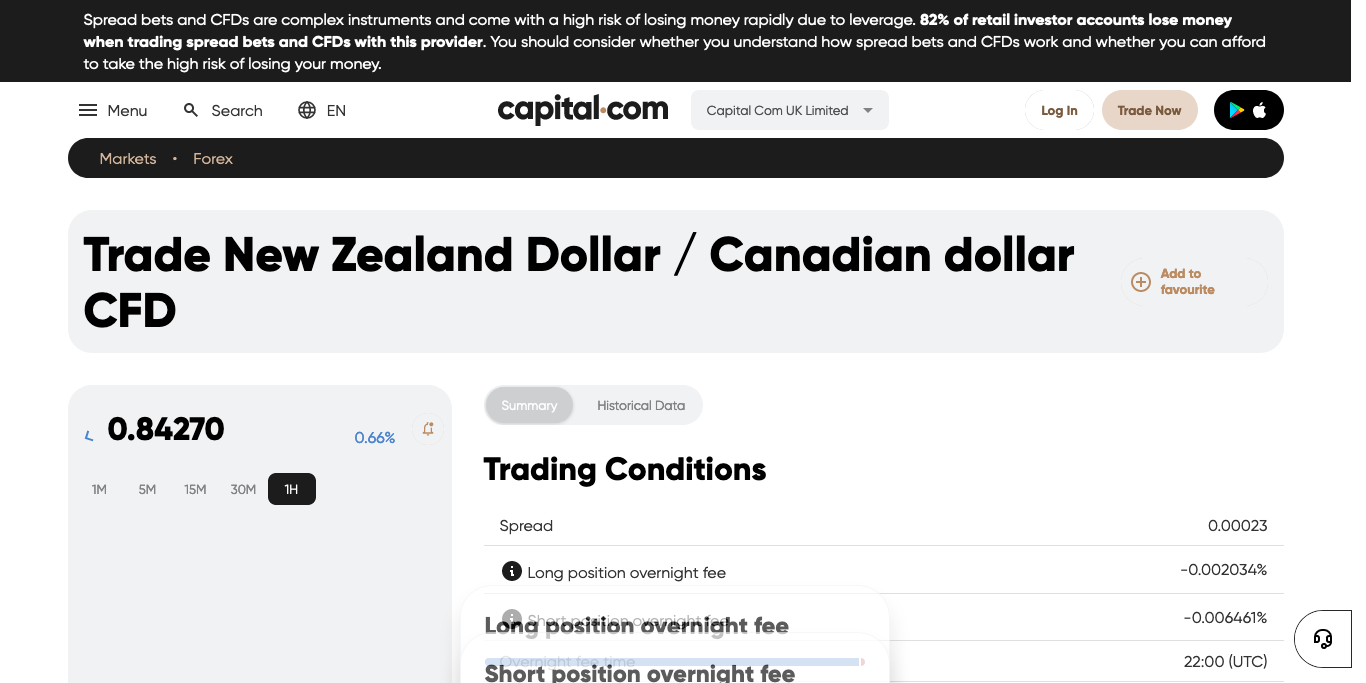 Spread bets and CFDs are complex instruments and come with a high risk of losing money rapidly due to leverage. 82% of retail investor accounts lose money
when trading spread bets and CFDs with this provider. You should consider whether you understand how spread bets and CFDs work and whether you can afford
to take the high risk of losing your money.
Menu Search EN capital.com Capital Com UK Limited Log In Trade Now
Markets • Forex
Trade New Zealand Dollar / Canadian dollar
CFD
Add to
favourite
0.84270 0.66%
1M 5M 15M 30M 1H
Summary Historical Data
Trading Conditions
Spread 0.00023
Long position overnight fee -0.002034%
Short position overnight fee -0.006461%
Long position overnight fee
Overnight fee time 22:00 (UTC)
Short position overnight fee